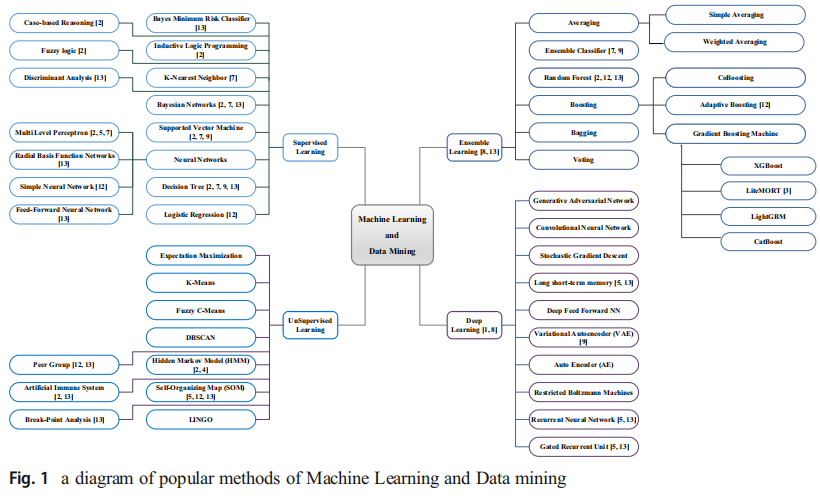 Case-based Reasoning [2]
Fuzzy logic [2]
Discriminant Analysis [13]
Bayes Minimum Risk Classifier
[13]
Inductive Logic Programming
[2]
K-Nearest Neighbor [7]
Bayesian Networks [2, 7, 13]
Supported Vector Machine
[2, 7, 9]
Neural Networks
Decision Tree [2, 7, 9, 13]
Logistic Regression [12]
Multi Level Perceptron [2, 5, 7]
Radial Basis Function Networks
[13]
Simple Neural Network [12]
Feed-Forward Neural Network
[13]
Supervised
Learning
Expectation Maximization
K-Means
Fuzzy C-Means
DBSCAN
Hidden Markov Model (HMM)
[2, 4]
Self-Organizing Map (SOM)
[5, 12, 13]
LINGO
Peer Group [12, 13]
Artificial Immune System
[2, 13]
Break-Point Analysis [13]
UnSupervised
Learning
Machine Learning
and
Data Mining
Ensemble
Learning [8, 13]
Averaging
Ensemble Classifier [7, 9]
Random Forest [2, 12, 13]
Boosting
Bagging
Voting
Simple Averaging
Weighted Averaging
CoBoosting
Adaptive Boosting [12]
Gradient Boosting Machine
XGBoost
LiteMORT [3]
LightGBM
CatBoost
Deep
Learning [1, 8]
Generative Adversarial Network
Convolutional Neural Network
Stochastic Gradient Descent
Long short-term memory [5, 13]
Deep Feed Forward NN
Variational Autoencoder (VAE)
[9]
Auto Encoder (AE)
Restricted Boltzmann Machines
Recurrent Neural Network [5, 13]
Gated Recurrent Unit [5, 13]
Fig. 1 a diagram of popular methods of Machine Learning and Data mining